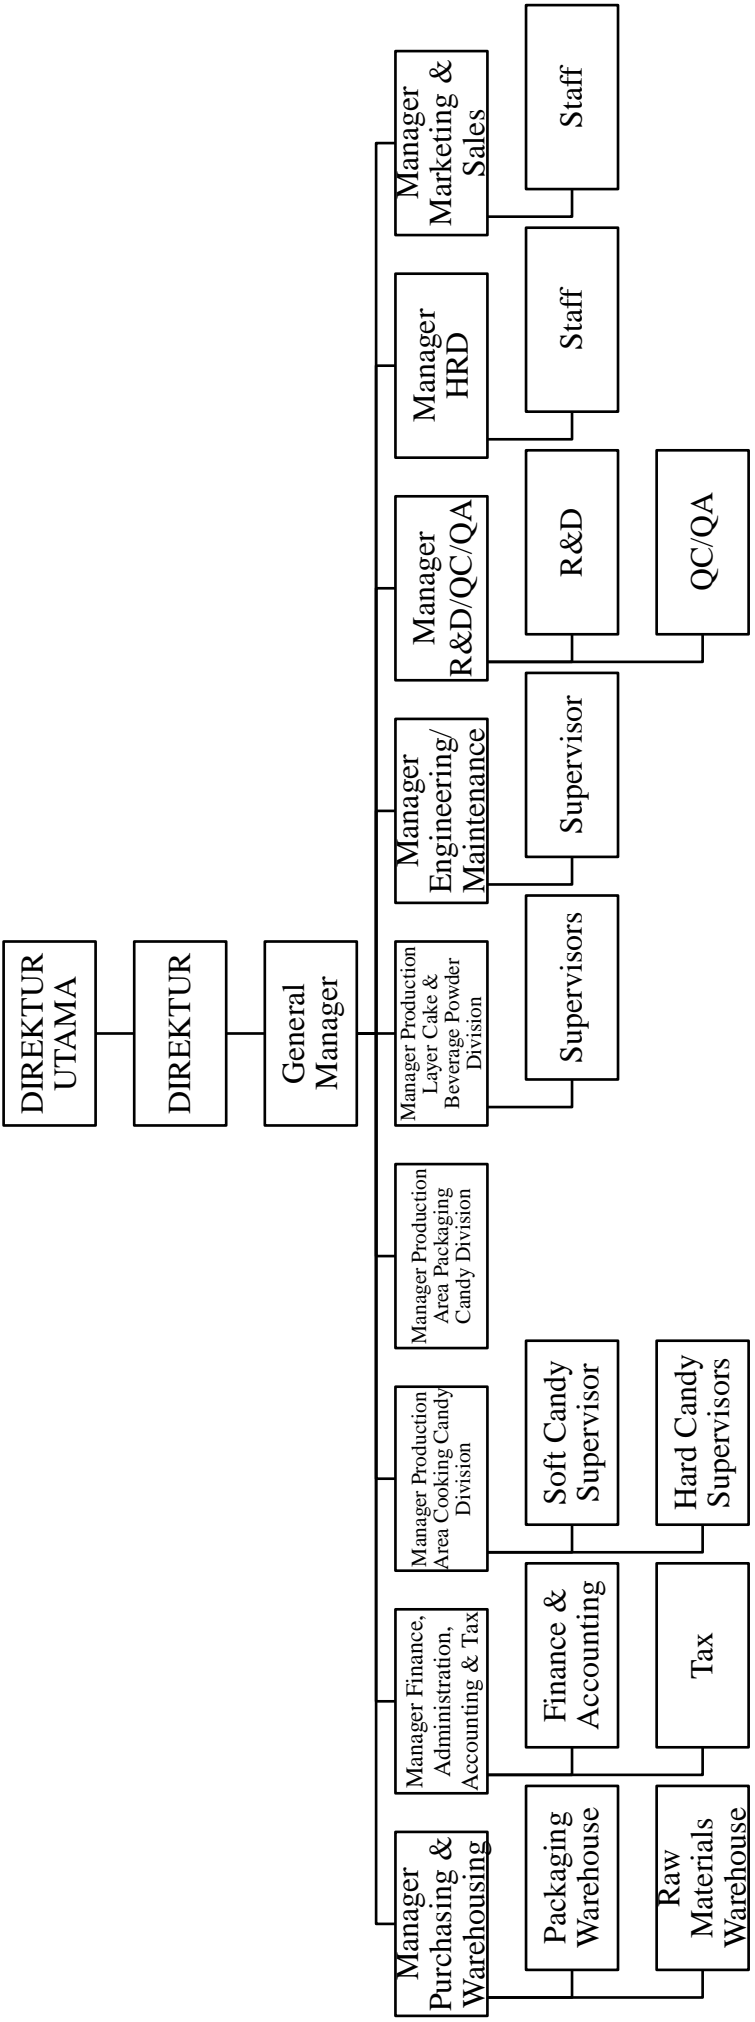 DIREKTUR
UTAMA
DIREKTUR
General
Manager
Manager
Purchasing &
Warehousing
Packaging
Warehouse
Raw
Materials
Warehouse
Manager Finance,
Administration,
Accounting & Tax
Finance &
Accounting
Tax
Manager Production
Area Cooking Candy
Division
Soft Candy
Supervisor
Hard Candy
Supervisors
Manager Production
Area Packaging
Candy Division
Manager Production
Layer Cake &
Beverage Powder
Division
Supervisors
Manager
Engineering/
Maintenance
Supervisor
Manager
R&D/QC/QA
R&D
QC/QA
Manager
HRD
Staff
Manager
Marketing &
Sales
Staff